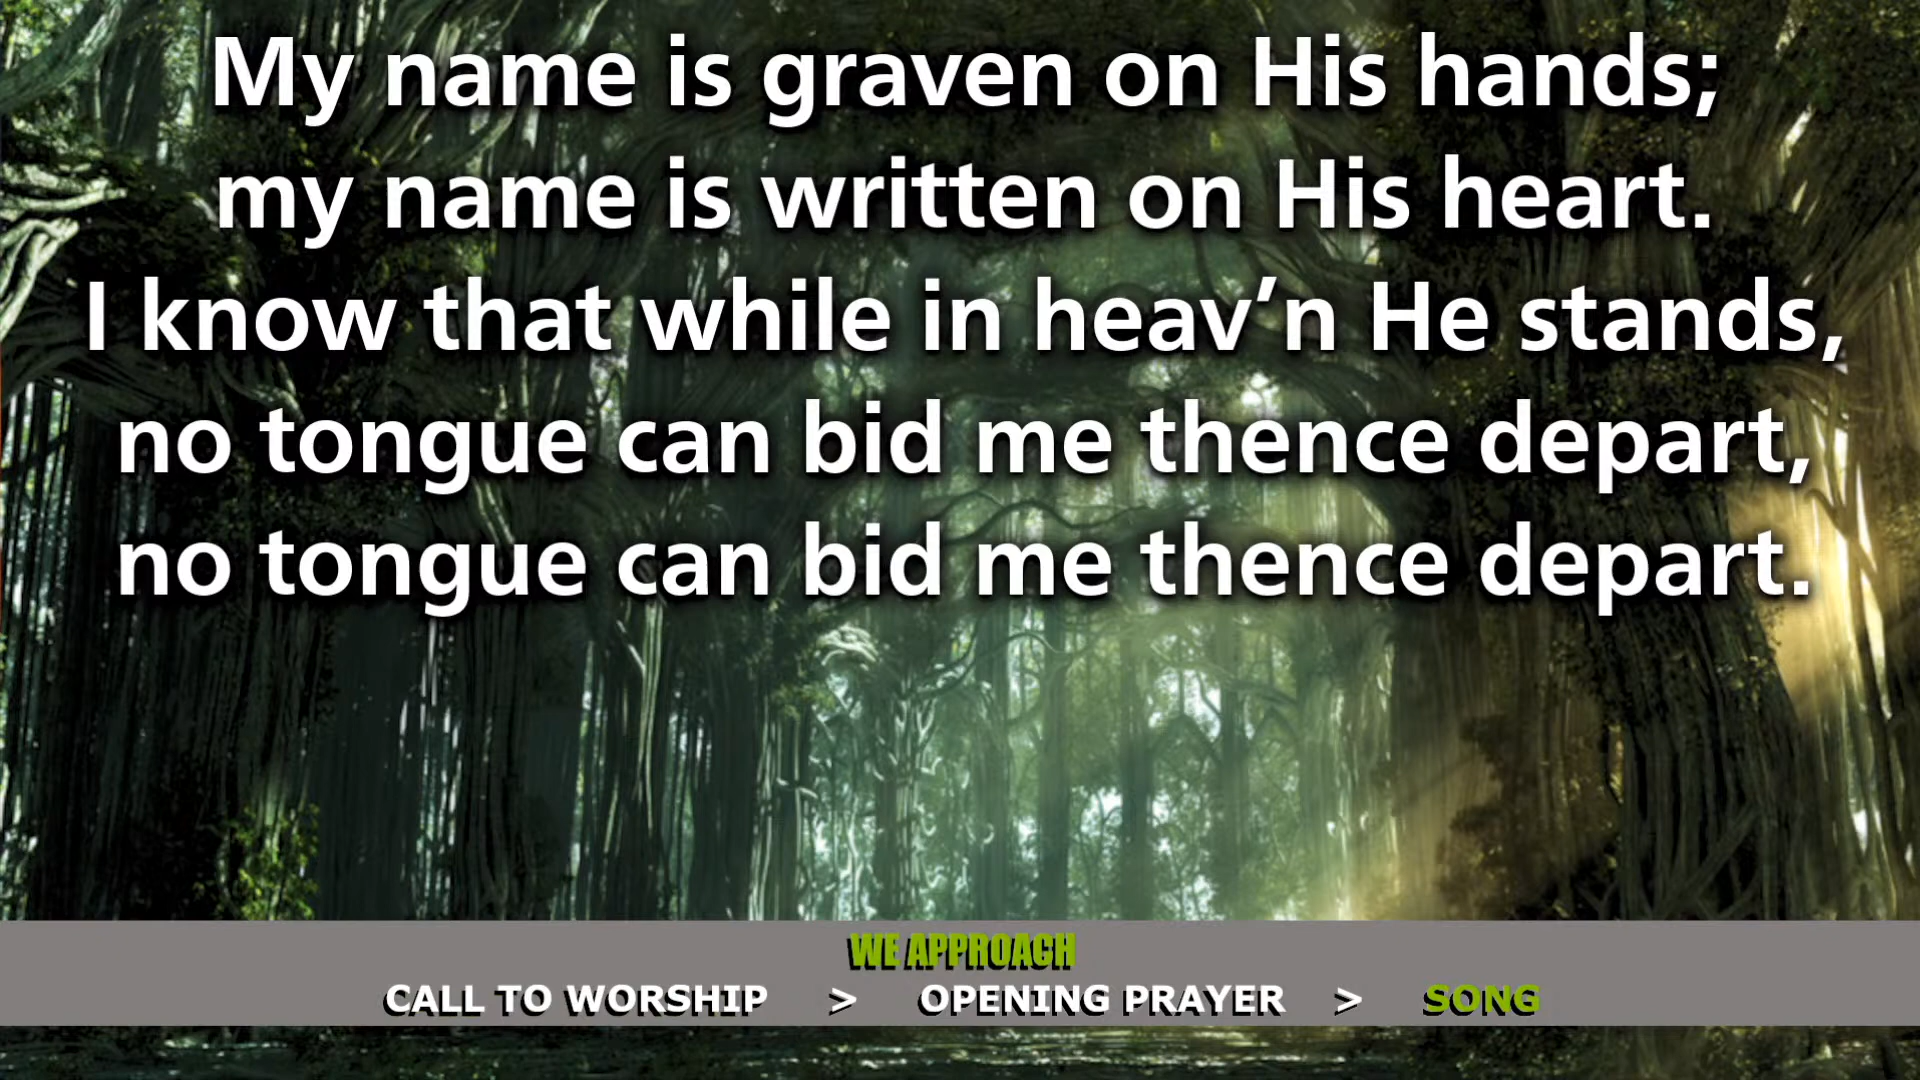 My name is graven on His hands;
my name is written on His heart.
I know that while in heav’n He stands,
no tongue can bid me thence depart,
no tongue can bid me thence depart.
WE APPROACH
CALL TO WORSHIP > OPENING PRAYER > SONG